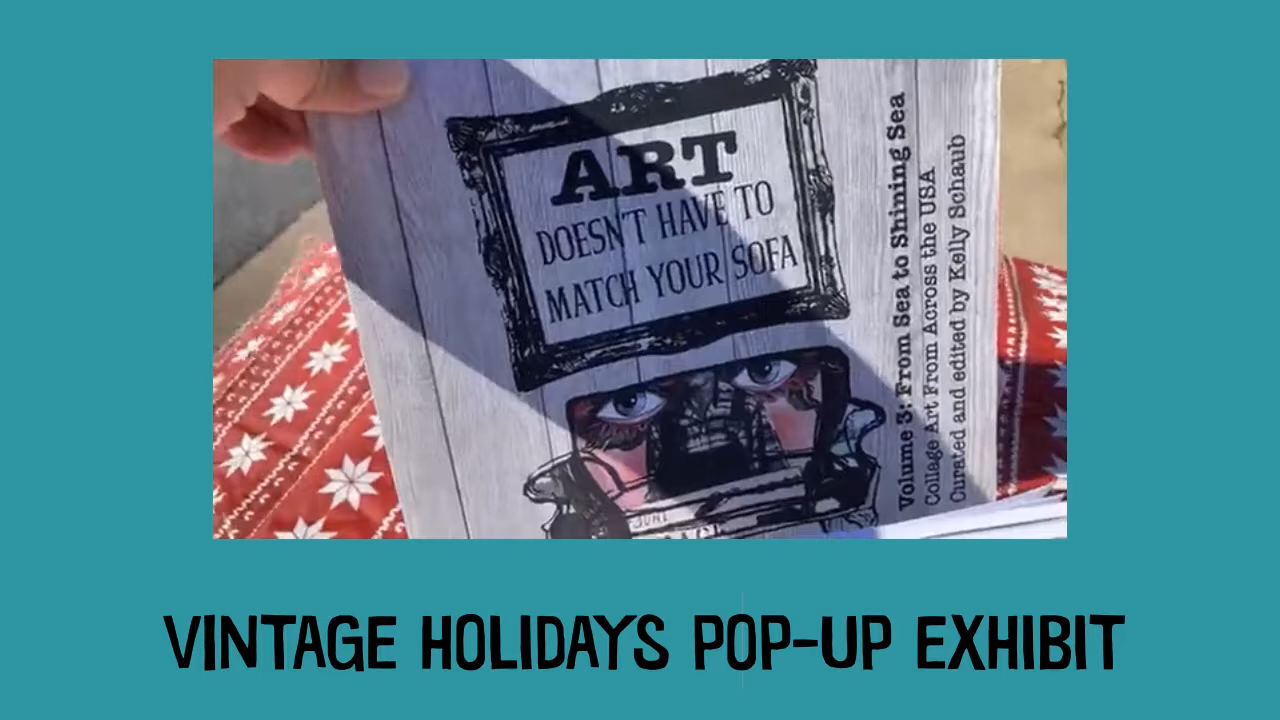 ART
DOESN'T HAVE TO
MATCH YOUR SOFA
Volume 3: From Sea to Shining Sea
Collage Art From Across the USA
Curated and edited by Kelly Schaub
VINTAGE HOLIDAYS POP-UP EXHIBIT